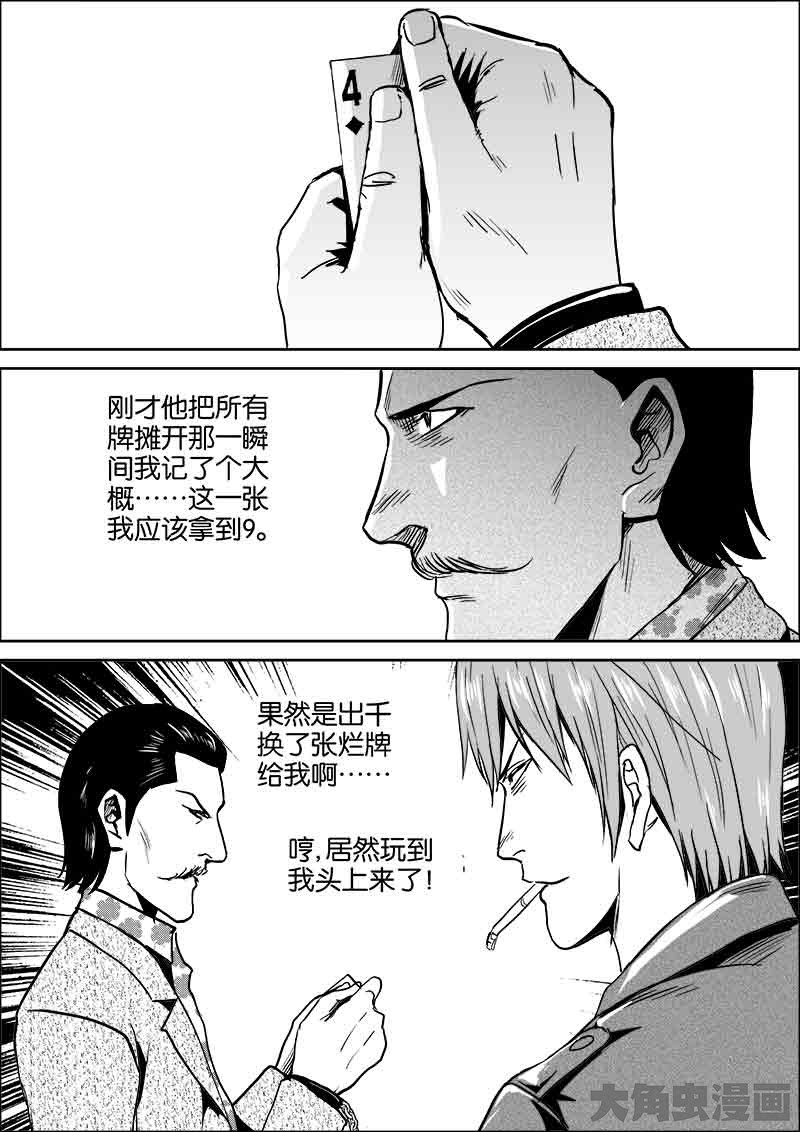 4
刚才他把所有
牌摊开那一瞬
间我记了个大
概……这一张
我应该拿到9。
果然是出千
换了张烂牌
给我啊……
哼,居然玩到
我头上来了!
大角虫漫画